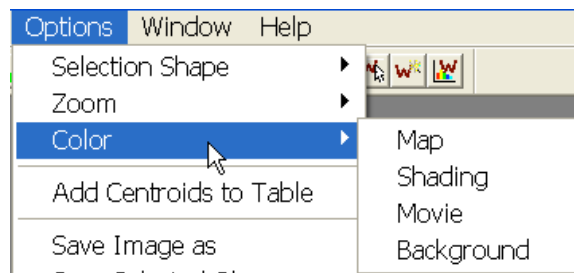 Options Window Help
Selection Shape
Zoom
Color
Map
Shading
Add Centroids to Table
Movie
Save Image as
Background